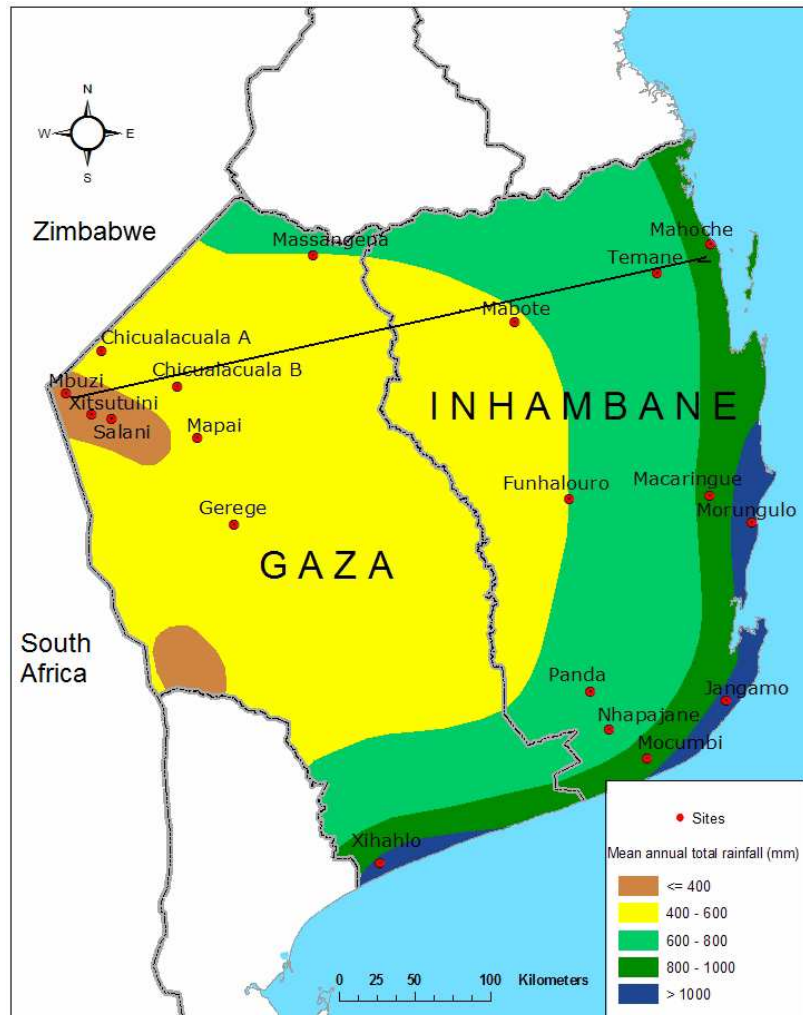 N
W E
S
Zimbabwe
Mahoche
Massangena
Temane
Mabote
Chicualacuala A
Mbuzi
Chicualacuala B
Xitsutuini
INHAMBANE
Salani
Mapai
Funhalouro
Macaringue
Gerege
Morungulo
GAZA
South
Africa
Panda
Jangamo
Nhapajane
Mocumbi
Xihahlo
Sites
Mean annual total rainfall (mm)
<= 400
400 - 600
600 - 800
800 - 1000
> 1000
0 25 50 100 Kilometers